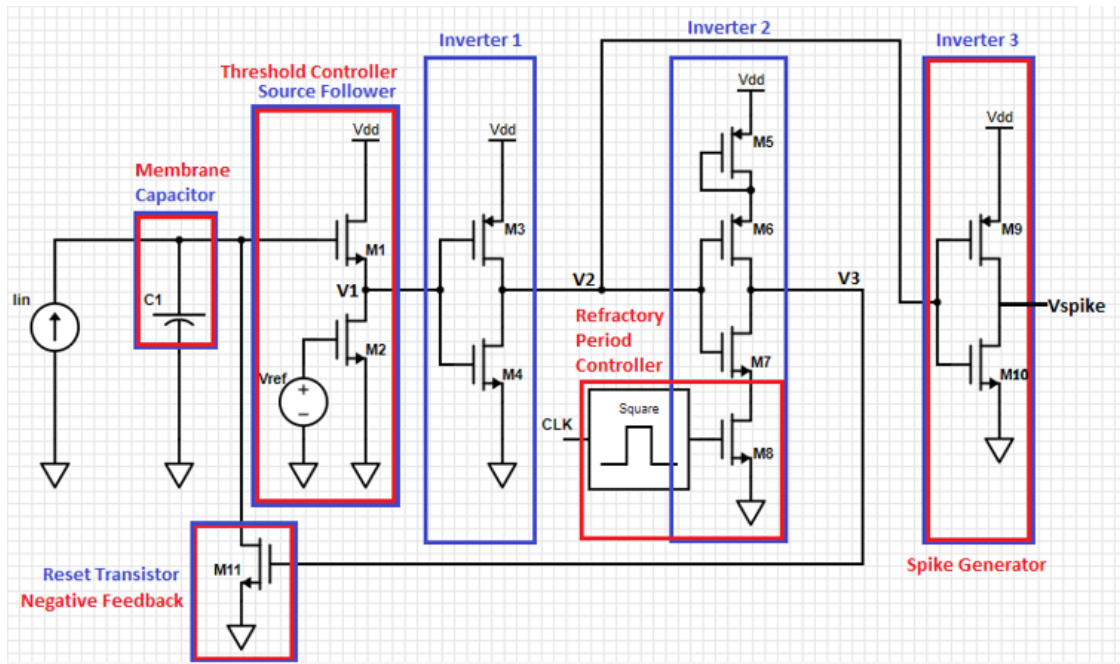 Inverter 1
Inverter 2
Inverter 3
Threshold Controller
Source Follower
Membrane
Capacitor
Vdd
Vdd
Vdd
Vdd
M5
M1
M3
M6
M9
Iin
C1
V1
V2
V3
Vspike
M2
M4
Vref
Refractory
Period
Controller
M7
M10
CLK
Square
M8
M11
Reset Transistor
Negative Feedback
Spike Generator